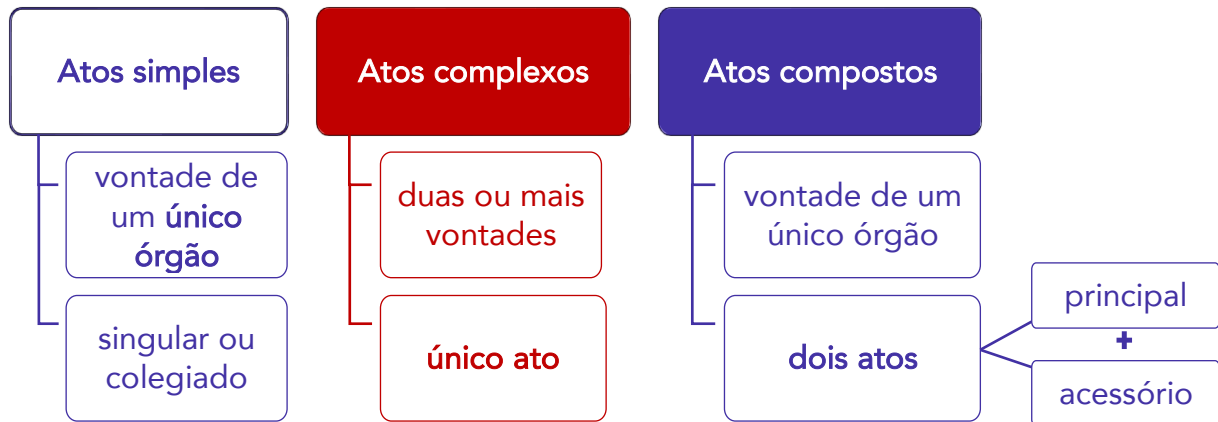 Atos simples
vontade de
um único
órgão
singular ou
colegiado
Atos complexos
duas ou mais
vontades
único ato
Atos compostos
vontade de um
único órgão
dois atos
principal
+
acessório